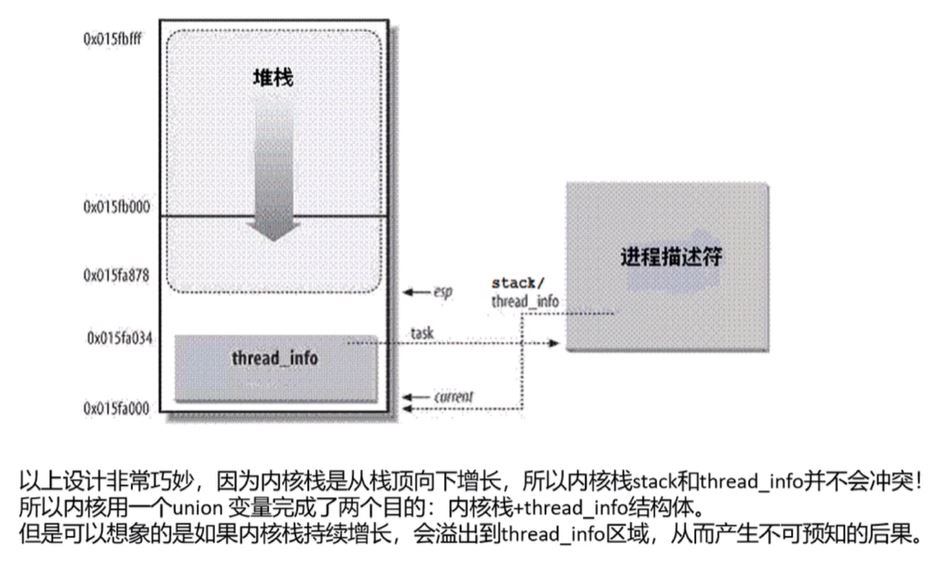 0x015fbfff
堆栈
0x015fb000
0x015fa878
esp
stack/
thread_info
进程描述符
0x015fa034
task
thread_info
current
0x015fa000
以上设计非常巧妙，因为内核栈是从栈顶向下增长，所以内核栈stack和thread_info并不会冲突！
所以内核用一个union 变量完成了两个目的：内核栈+thread_info结构体。
但是可以想象的是如果内核栈持续增长，会溢出到thread_info区域，从而产生不可预知的后果。